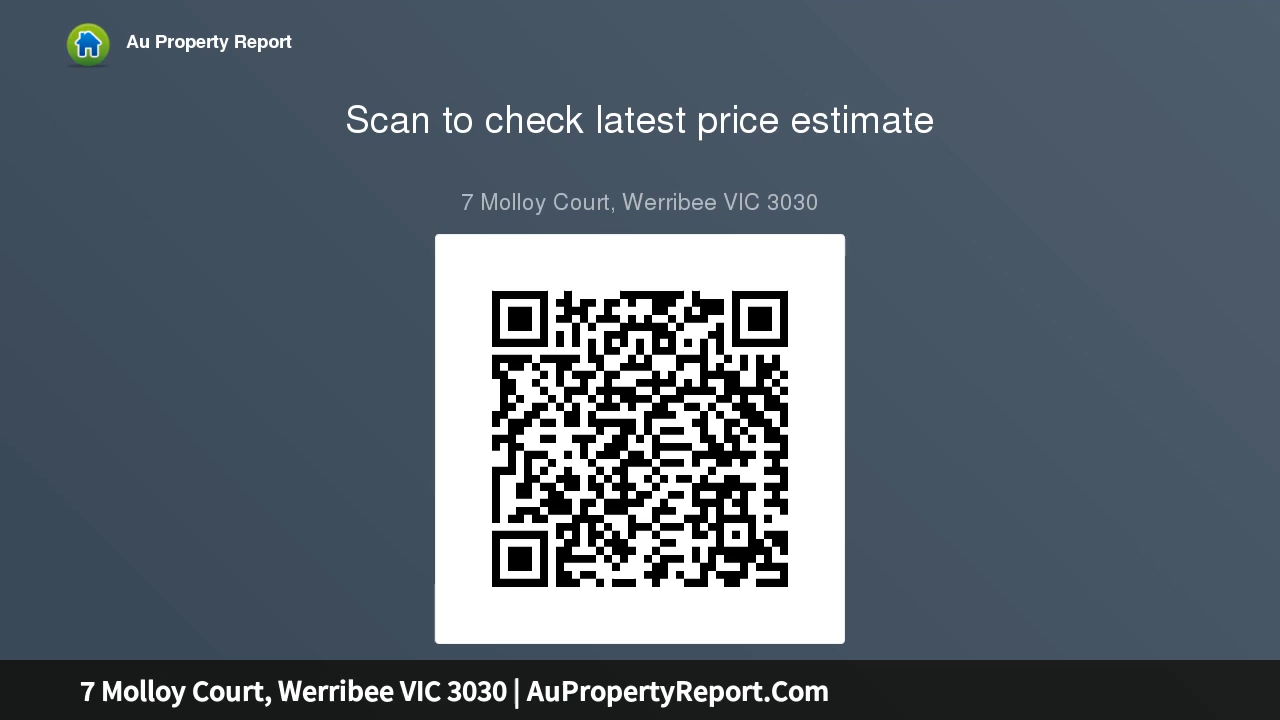 Au Property Report
Scan to check latest price estimate
7 Molloy Court, Werribee VIC 3030
7 Molloy Court, Werribee VIC 3030 | AuPropertyReport.Com